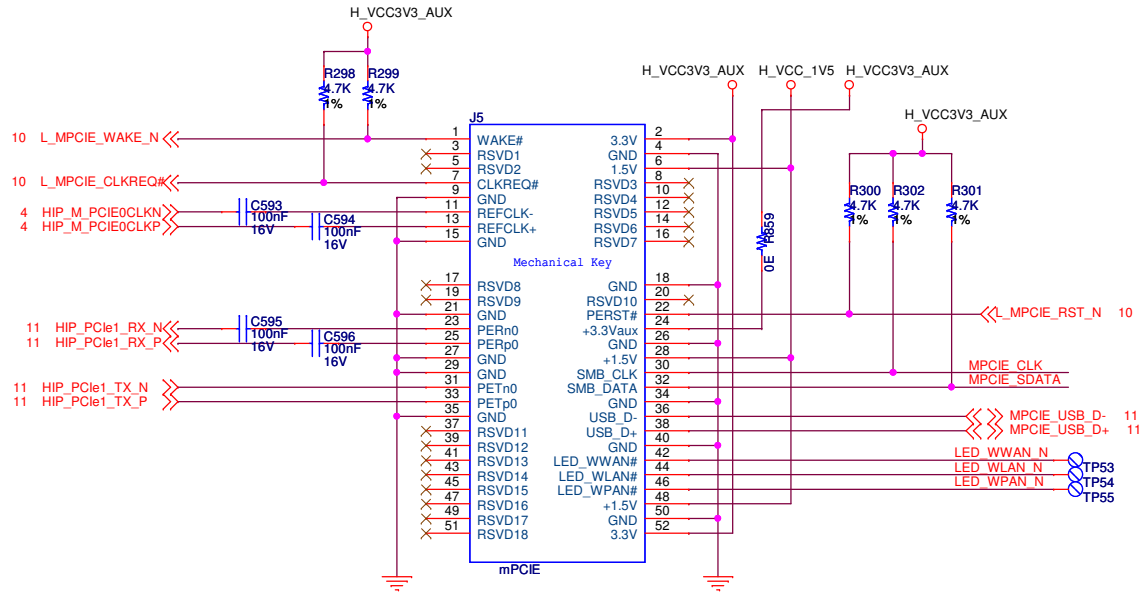 H_VCC3V3_AUX
R298
4.7K
1%
R299
4.7K
1%
H_VCC3V3_AUX
H_VCC_1V5
H_VCC3V3_AUX
H_VCC3V3_AUX
J5
10 L_MPCIE_WAKE_N
10 L_MPCIE_CLKREQ#
4 HIP_M_PCIE0CLKN
4 HIP_M_PCIE0CLKP
C593
100nF
16V
C594
100nF
16V
11 HIP_PCIe1_RX_N
11 HIP_PCIe1_RX_P
C595
100nF
16V
C596
100nF
16V
11 HIP_PCIe1_TX_N
11 HIP_PCIe1_TX_P
1 WAKE#
3 RSVD1
5 RSVD2
7 CLKREQ#
9 GND
11 REFCLK-
13 REFCLK+
15 GND
Mechanical Key
17 RSVD8
19 RSVD9
21 GND
23 PERn0
25 PERp0
27 GND
29 GND
31 PETn0
33 PETp0
35 GND
37 RSVD11
39 RSVD12
41 RSVD13
43 RSVD14
45 RSVD15
47 RSVD16
49 RSVD17
51 RSVD18
3.3V 2
GND 4
1.5V 6
RSVD3 8
RSVD4 10
RSVD5 12
RSVD6 14
RSVD7 16
GND 18
RSVD10 20
PERST# 22
+3.3Vaux 24
GND 26
+1.5V 28
SMB_CLK 30
SMB_DATA 32
GND 34
USB_D- 36
USB_D+ 38
GND 40
LED_WWAN# 42
LED_WLAN# 44
LED_WPAN# 46
+1.5V 48
GND 50
3.3V 52
mPCIE
0E R859
R300
4.7K
1%
R302
4.7K
1%
R301
4.7K
1%
L_MPCIE_RST_N 10
MPCIE_CLK
MPCIE_SDATA
MPCIE_USB_D- 11
MPCIE_USB_D+ 11
LED_WWAN_N
TP53
LED_WLAN_N
TP54
LED_WPAN_N
TP55